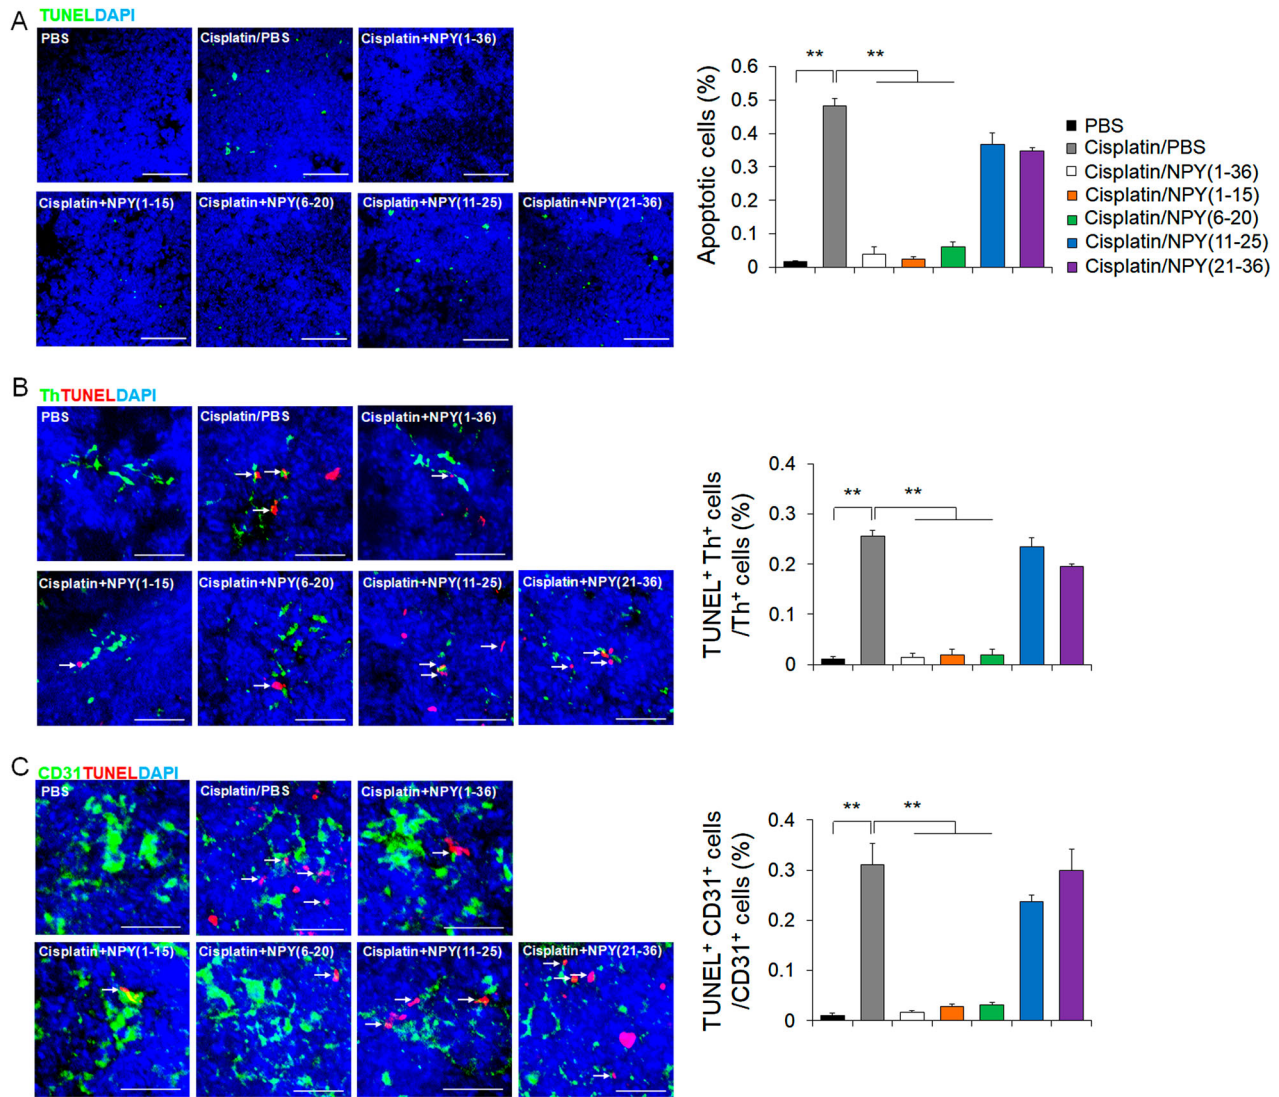 A
TUNELDAPI
PBS
Cisplatin/PBS
Cisplatin+NPY(1-36)
Cisplatin+NPY(1-15)
Cisplatin+NPY(6-20)
Cisplatin+NPY(11-25)
Cisplatin+NPY(21-36)
Apoptotic cells (%)
0.6
0.5
0.4
0.3
0.2
0.1
0
**
**
PBS
Cisplatin/PBS
Cisplatin/NPY(1-36)
Cisplatin/NPY(1-15)
Cisplatin/NPY(6-20)
Cisplatin/NPY(11-25)
Cisplatin/NPY(21-36)
B
ThTUNELDAPI
PBS
Cisplatin/PBS
Cisplatin+NPY(1-36)
Cisplatin+NPY(1-15)
Cisplatin+NPY(6-20)
Cisplatin+NPY(11-25)
Cisplatin+NPY(21-36)
TUNEL⁺ Th⁺ cells
/Th⁺ cells (%)
0.4
0.3
0.2
0.1
0
**
**
C
CD31TUNELDAPI
PBS
Cisplatin/PBS
Cisplatin+NPY(1-36)
Cisplatin+NPY(1-15)
Cisplatin+NPY(6-20)
Cisplatin+NPY(11-25)
Cisplatin+NPY(21-36)
TUNEL⁺ CD31⁺ cells
/CD31⁺ cells (%)
0.4
0.3
0.2
0.1
0
**
**